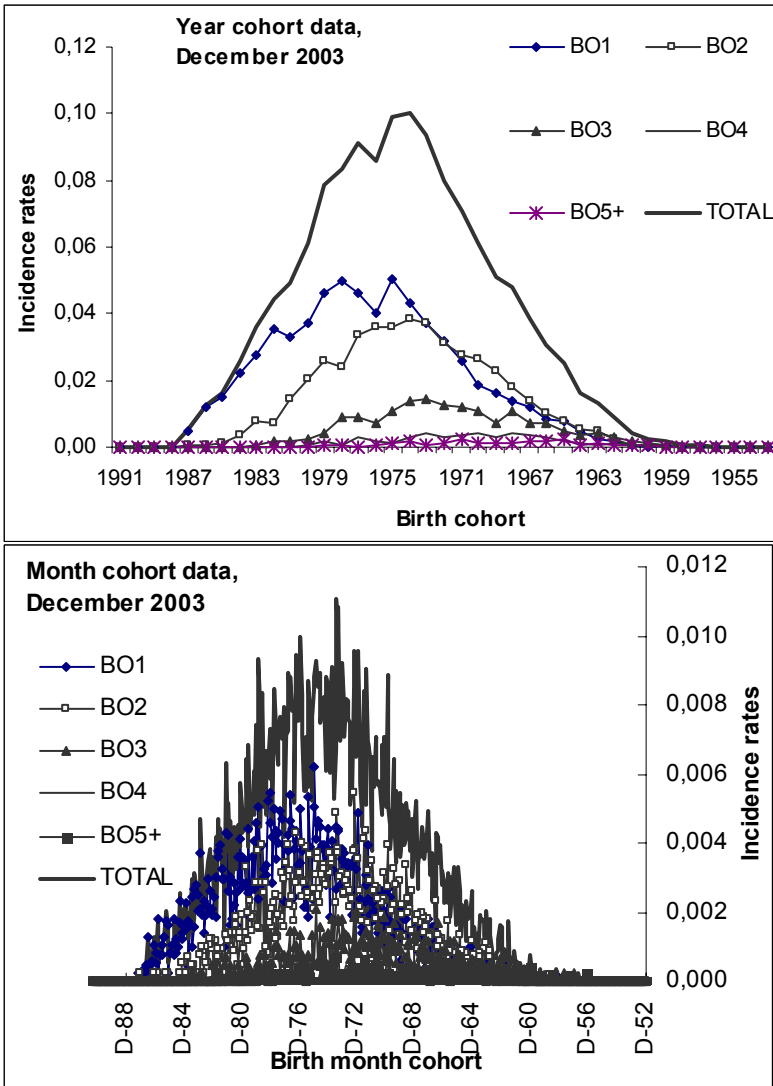 Year cohort data,
December 2003
BO1
BO2
BO3
BO4
BO5+
TOTAL
0,12
0,10
0,08
0,06
0,04
0,02
0,00
Incidence rates
1991 1987 1983 1979 1975 1971 1967 1963 1959 1955
Birth cohort
Month cohort data,
December 2003
BO1
BO2
BO3
BO4
BO5+
TOTAL
0,012
0,010
0,008
0,006
0,004
0,002
0,000
Incidence rates
D-88 D-84 D-80 D-76 D-72 D-68 D-64 D-60 D-56 D-52
Birth month cohort